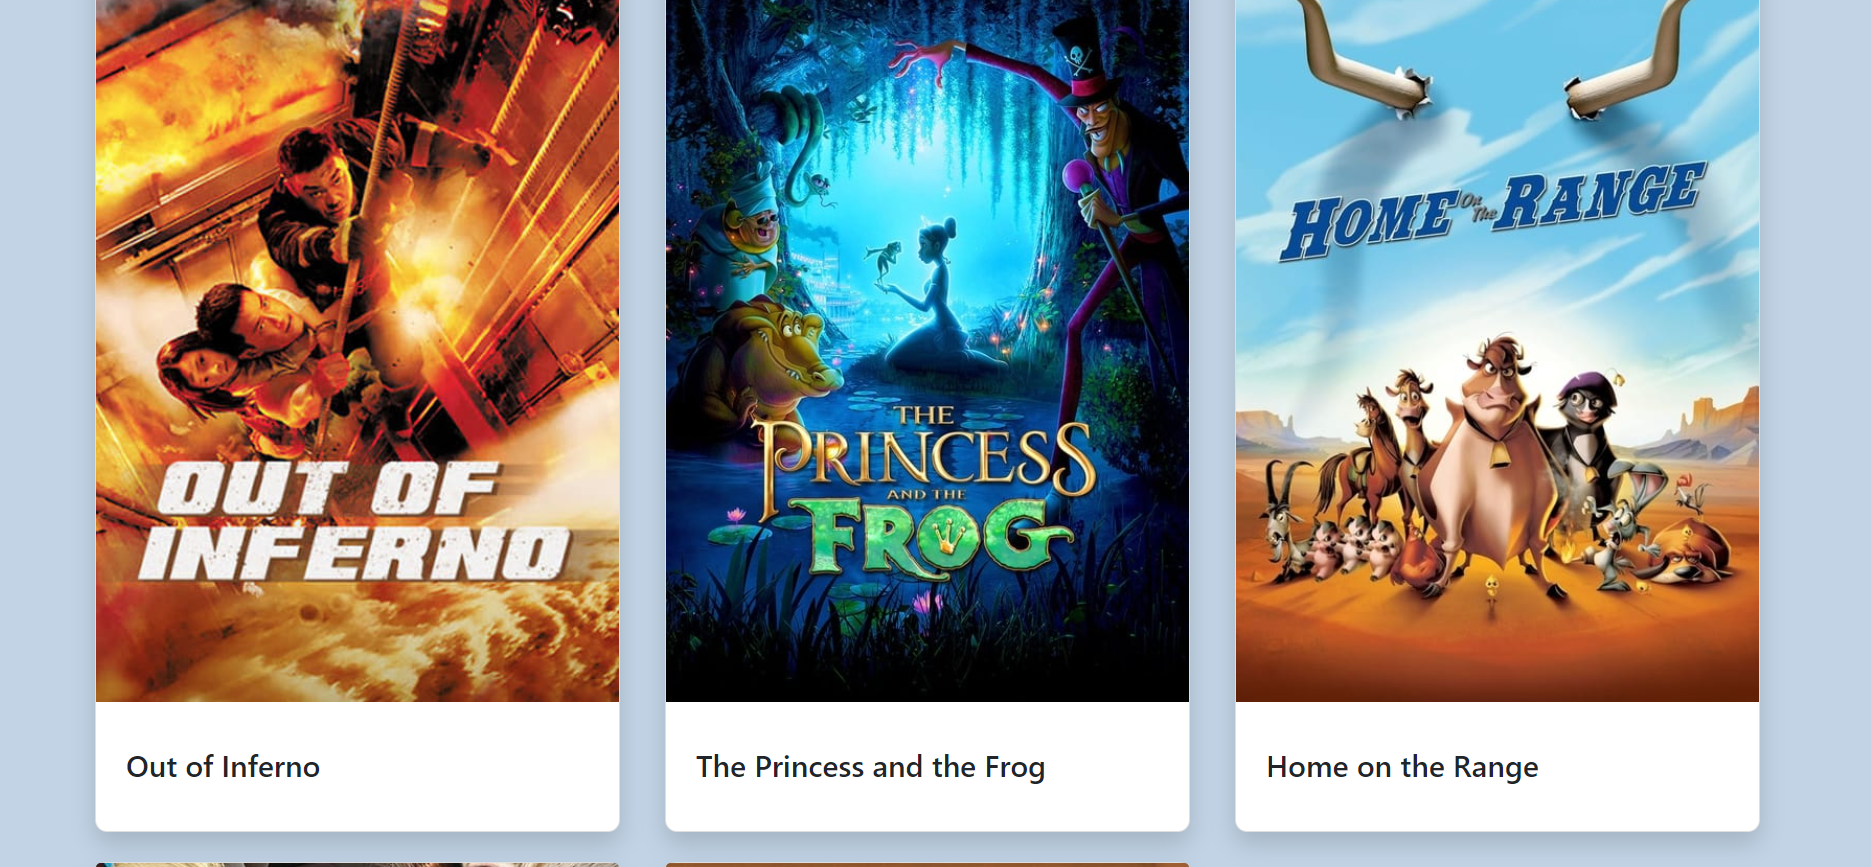 OUT OF
INFERNO
THE
PRINCESS
AND THE
FROG
HOME On The RANGE
Out of Inferno
The Princess and the Frog
Home on the Range